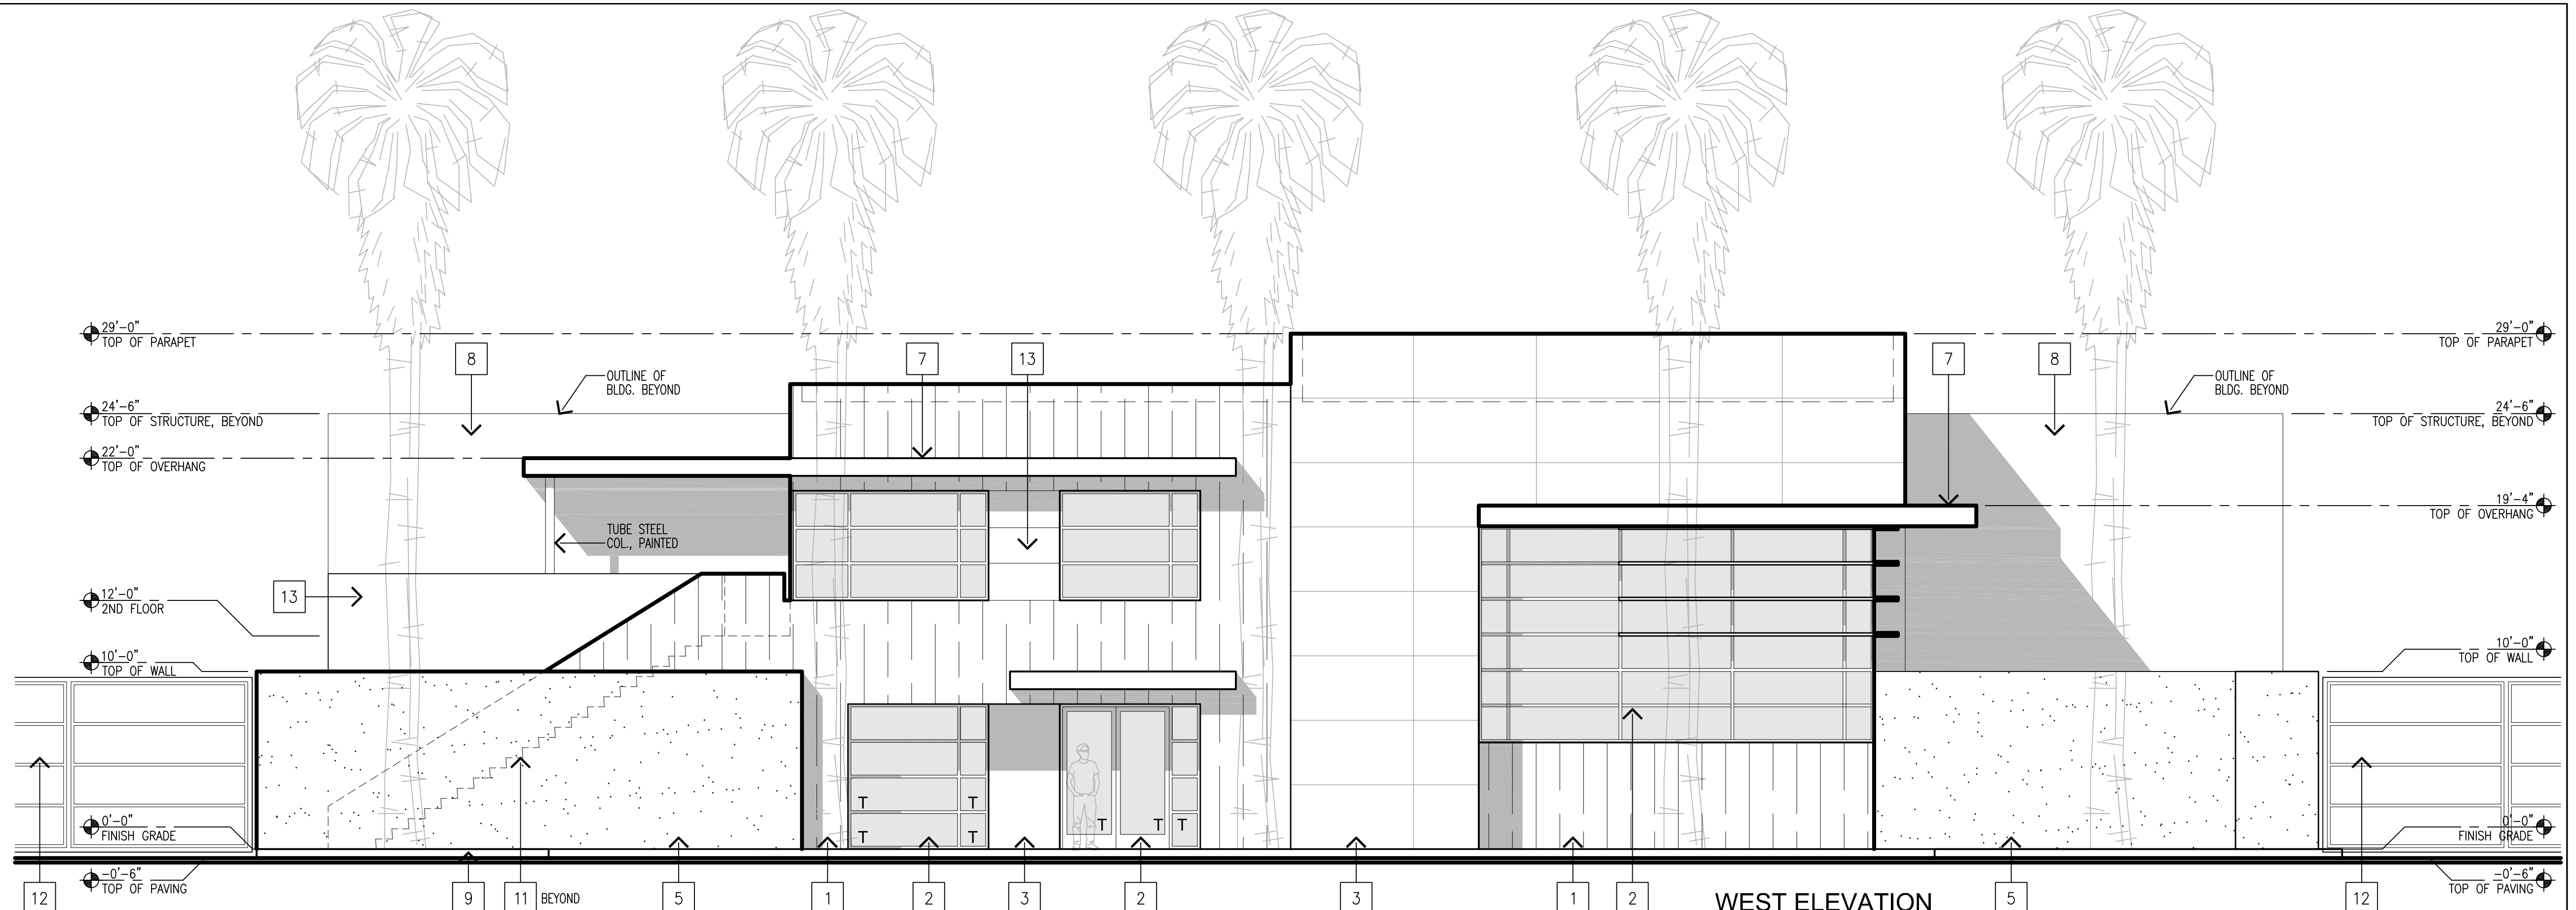 29'-0"
TOP OF PARAPET
8
7
13
7
8
29'-0"
TOP OF PARAPET
OUTLINE OF
BLDG. BEYOND
OUTLINE OF
BLDG. BEYOND
24'-6"
TOP OF STRUCTURE, BEYOND
24'-6"
TOP OF STRUCTURE, BEYOND
22'-0"
TOP OF OVERHANG
19'-4"
TOP OF OVERHANG
TUBE STEEL
COL., PAINTED
13
12'-0"
2ND FLOOR
10'-0"
TOP OF WALL
10'-0"
TOP OF WALL
T T
T T T T T
0'-0"
FINISH GRADE
0'-0"
FINISH GRADE
-0'-6"
TOP OF PAVING
-0'-6"
TOP OF PAVING
12
9
11 BEYOND
5
1
2
3
2
3
1
2
WEST ELEVATION
5
12